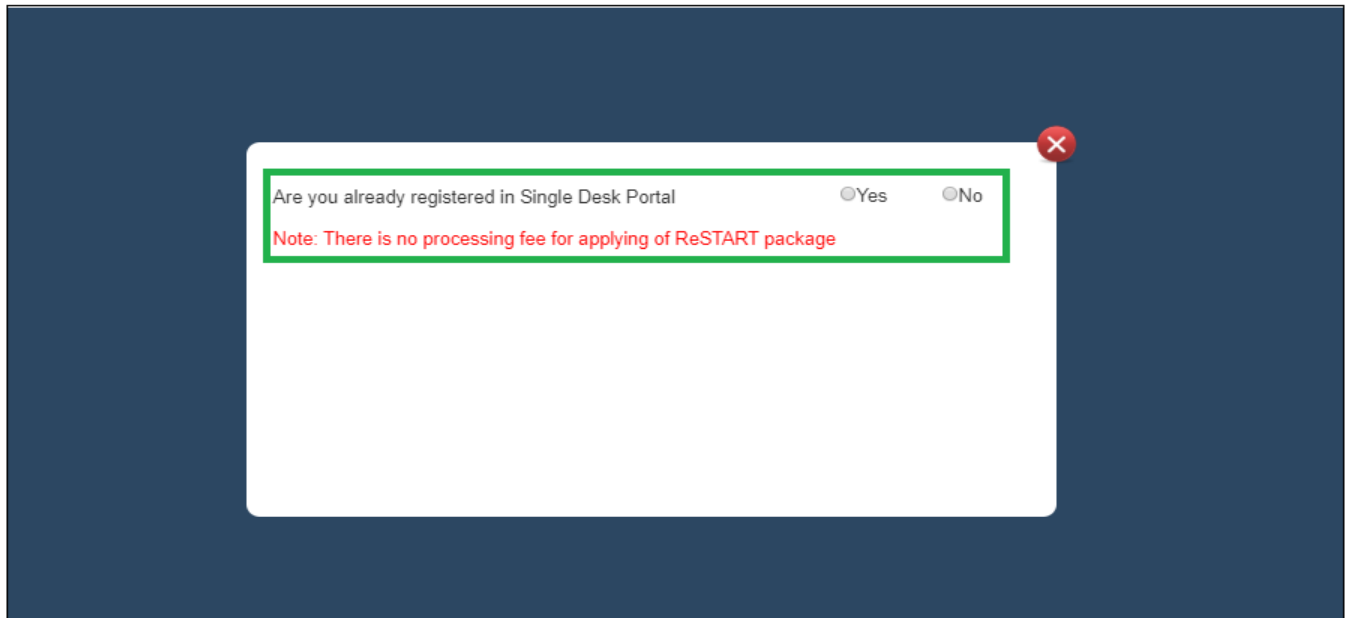 Are you already registered in Single Desk Portal Yes No
Note: There is no processing fee for applying of ReSTART package